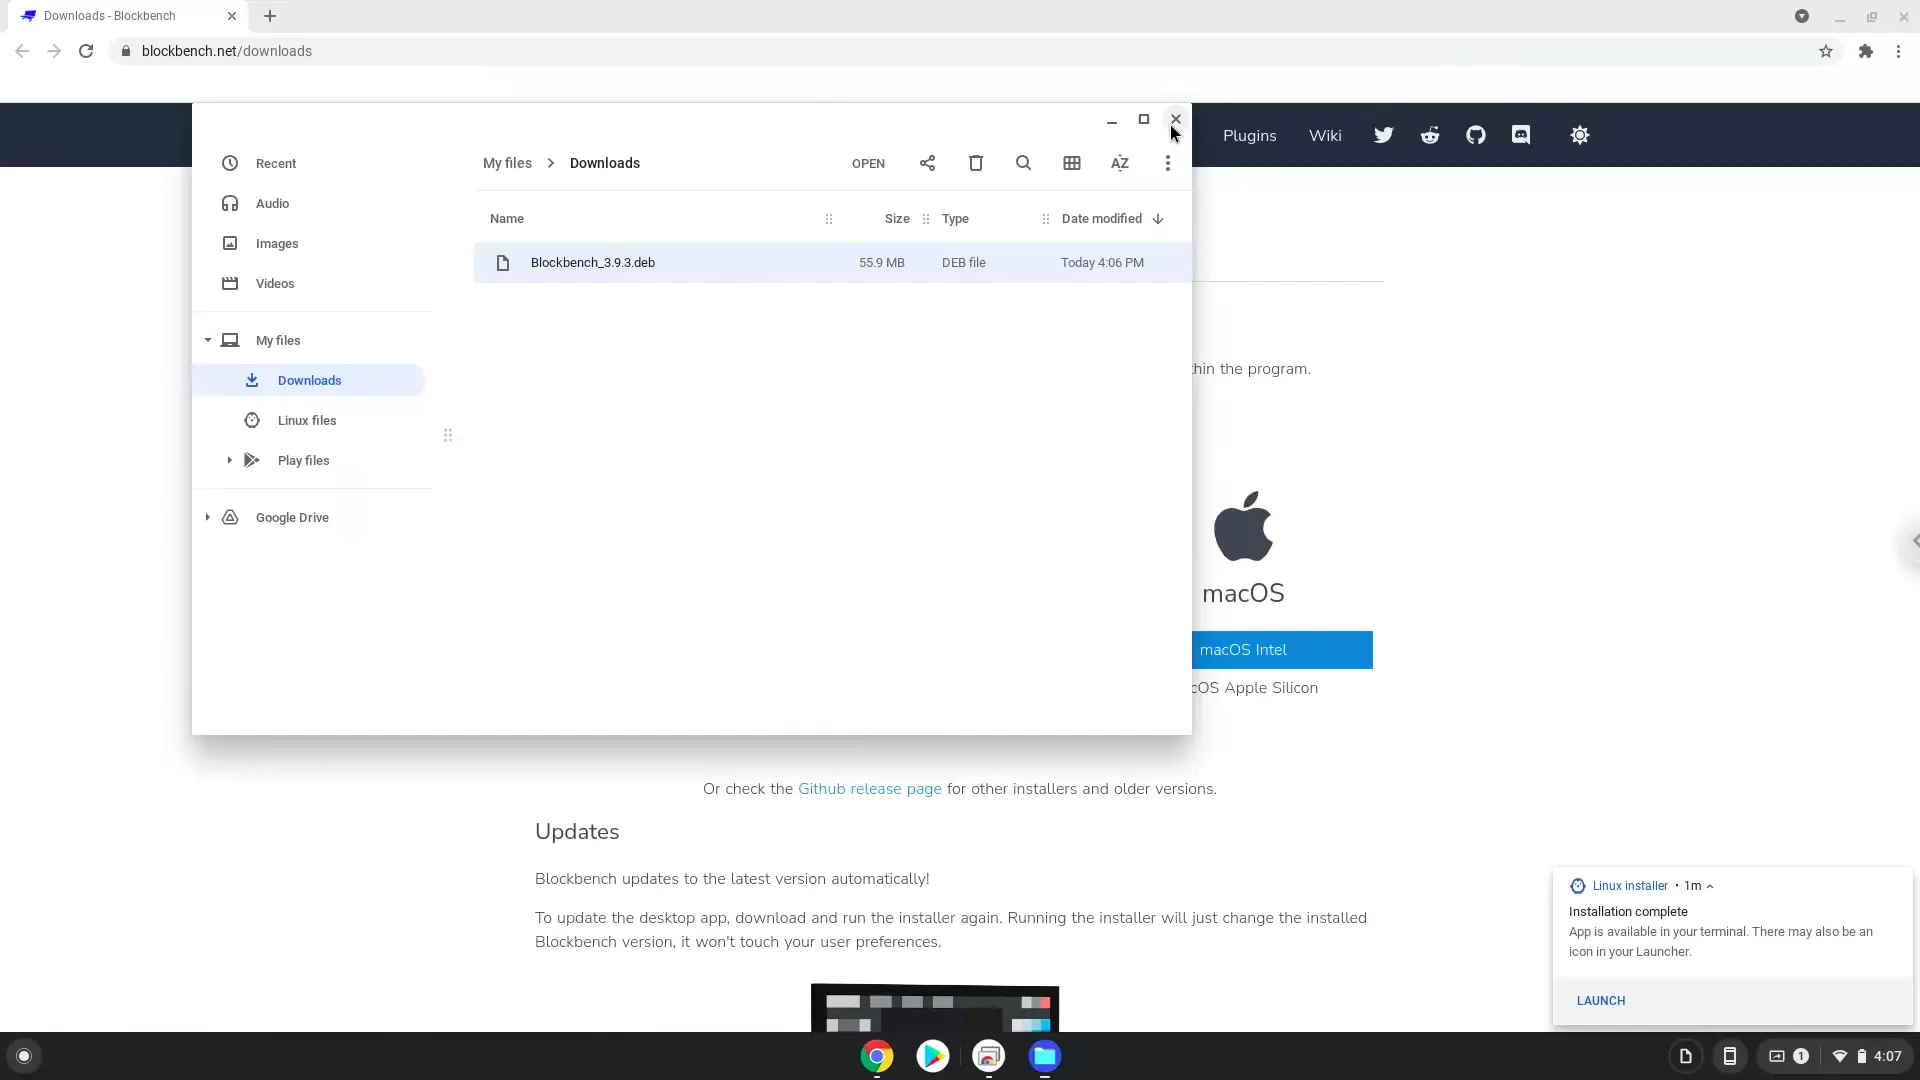 Downloads - Blockbench
blockbench.net/downloads
Plugins Wiki
Recent
Audio
Images
Videos
My files
Downloads
Linux files
Play files
Google Drive
My files Downloads OPEN AZ
Name Size Type Date modified
Blockbench_3.9.3.deb 55.9 MB DEB file Today 4:06 PM
thin the program.
macOS
macOS Intel
cOS Apple Silicon
Or check the Github release page for other installers and older versions.
Updates
Blockbench updates to the latest version automatically!
To update the desktop app, download and run the installer again. Running the installer will just change the installed
Blockbench version, it won't touch your user preferences.
Linux installer • 1m
Installation complete
App is available in your terminal. There may also be an
icon in your Launcher.
LAUNCH
1 4:07